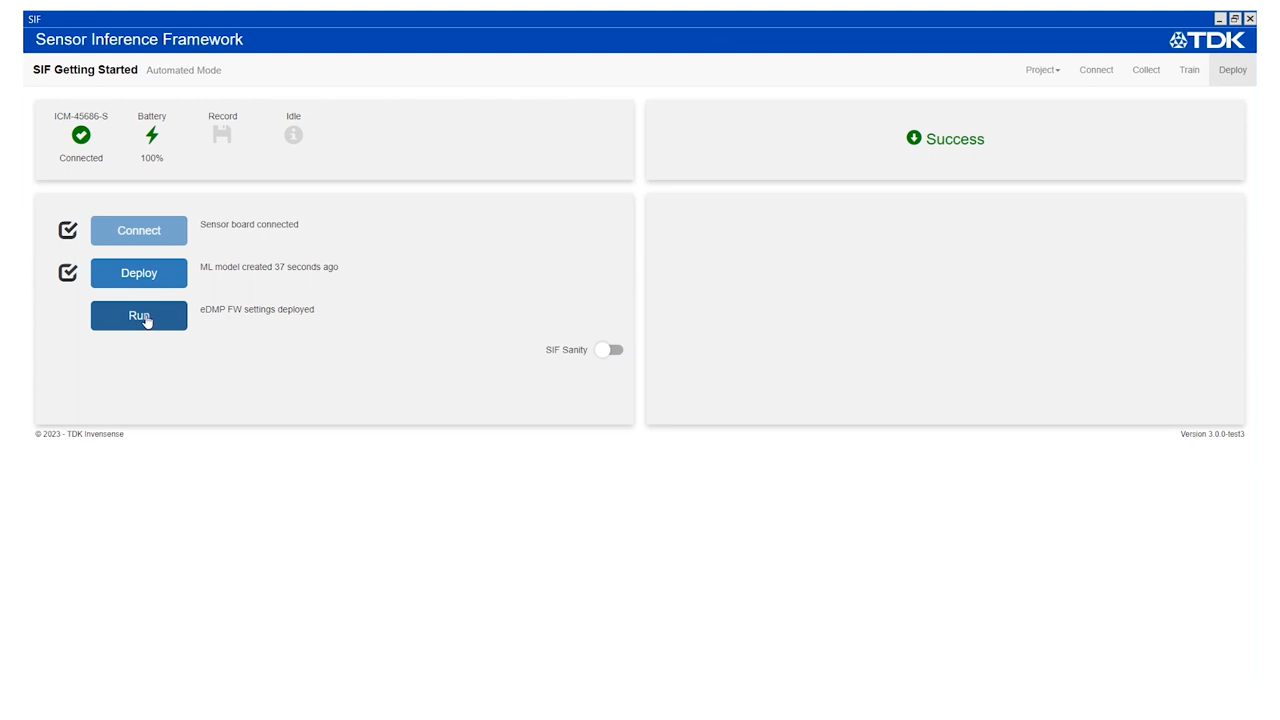 SIF
Sensor Inference Framework
TDK
SIF Getting Started Automated Mode
Project Connect Collect Train Deploy
ICM-45686-S Battery Record Idle
Connected 100%
Success
Connect Sensor board connected
Deploy ML model created 37 seconds ago
Run eDMP FW settings deployed
SIF Sanity
© 2023 - TDK Invensense
Version 3.0.0-test3